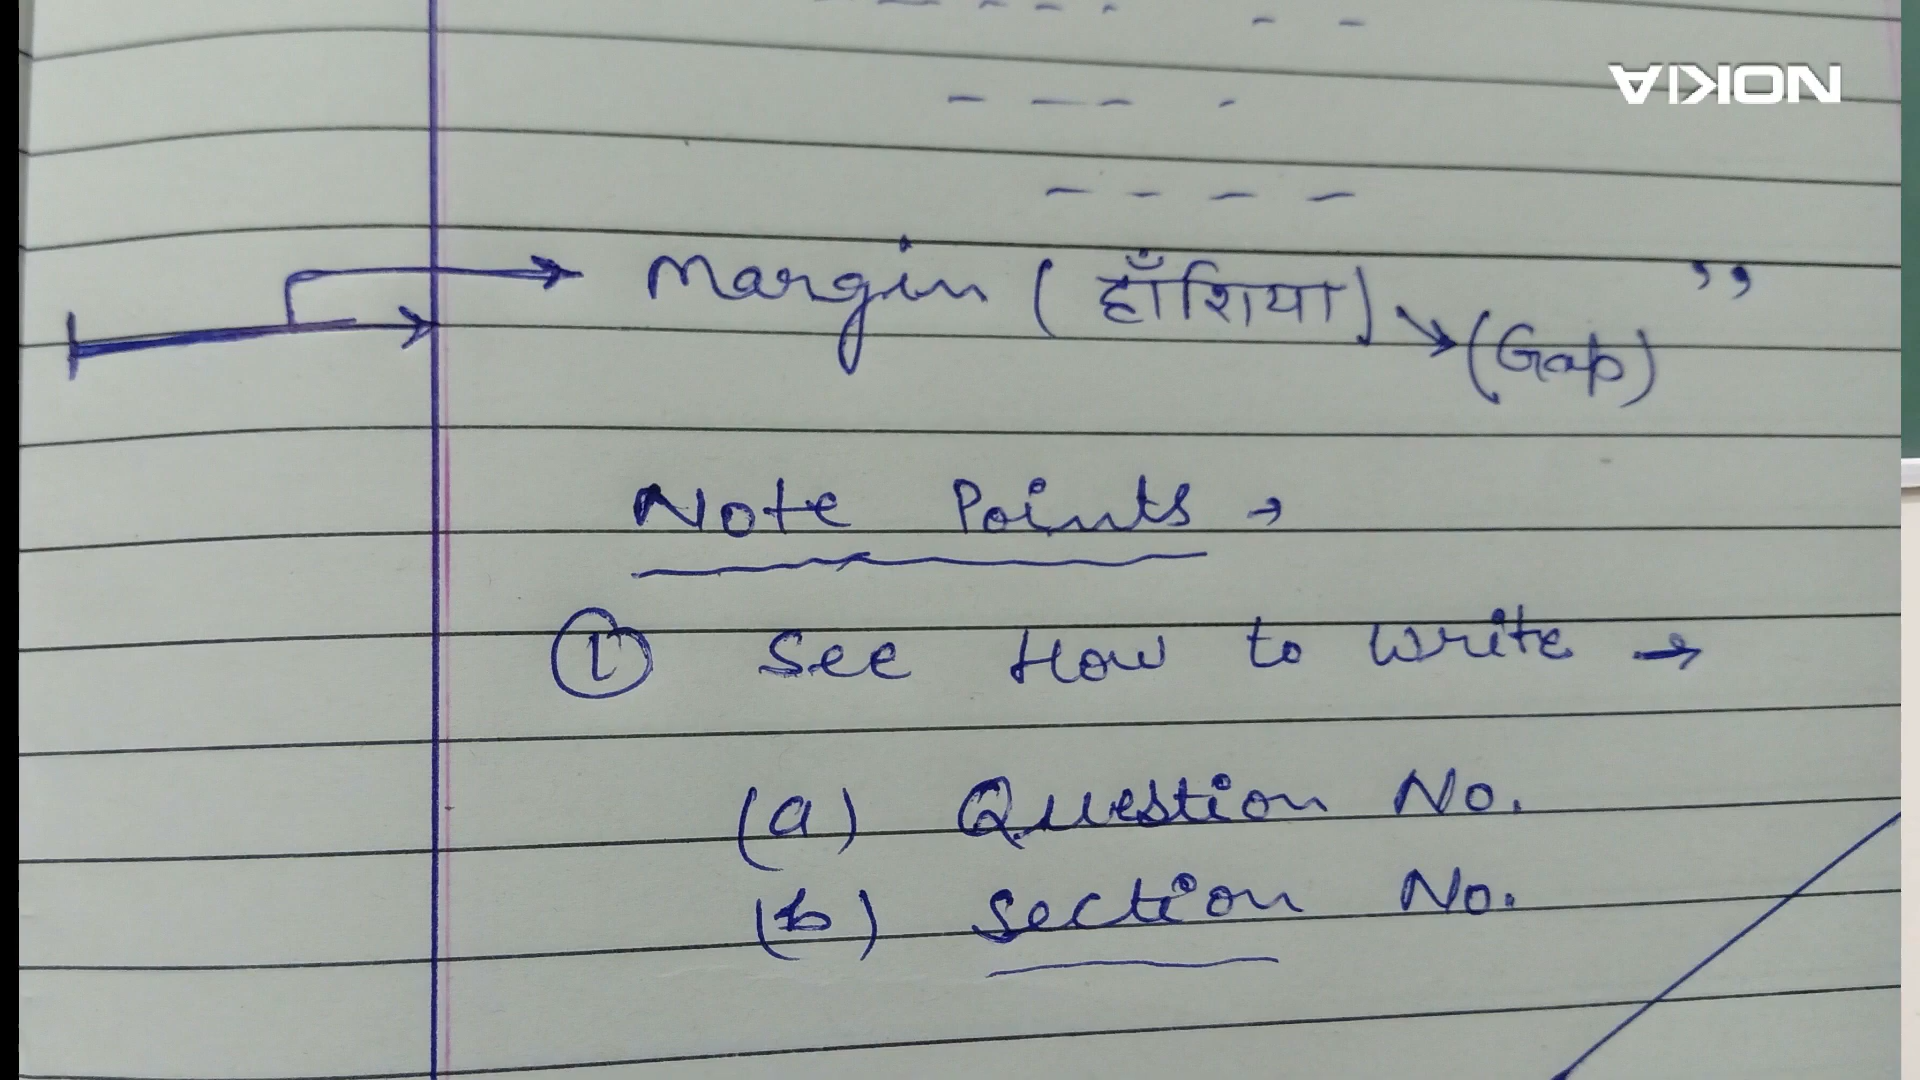 NOKIA
→ Margin ( हाँशिया) → (Gap) ”
Note Points →
① See How to write →
(a) Question No.
(b) Section No.